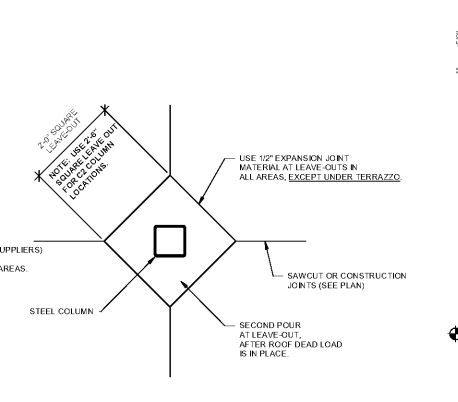 2'-0" SQUARE
LEAVE-OUT
NOTE: USE 2'-6"
SQUARE LEAVE OUT
FOR C2 COLUMN
LOCATIONS.
USE 1/2" EXPANSION JOINT
MATERIAL AT LEAVE-OUTS IN
ALL AREAS, EXCEPT UNDER TERRAZZO.
UPPLIERS)
AREAS.
SAWCUT OR CONSTRUCTION
JOINTS (SEE PLAN)
STEEL COLUMN
SECOND POUR
AT LEAVE-OUT,
AFTER ROOF DEAD LOAD
IS IN PLACE.